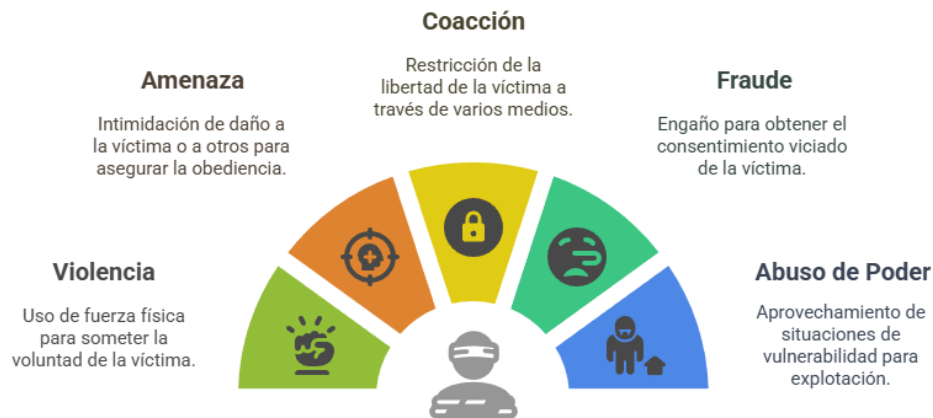 Coacción
Restricción de la
libertad de la víctima a
través de varios medios.
Amenaza
Intimidación de daño a
la víctima o a otros para
asegurar la obediencia.
Fraude
Engaño para obtener el
consentimiento viciado
de la víctima.
Violencia
Uso de fuerza física
para someter la
voluntad de la víctima.
Abuso de Poder
Aprovechamiento de
situaciones de
vulnerabilidad para
explotación.